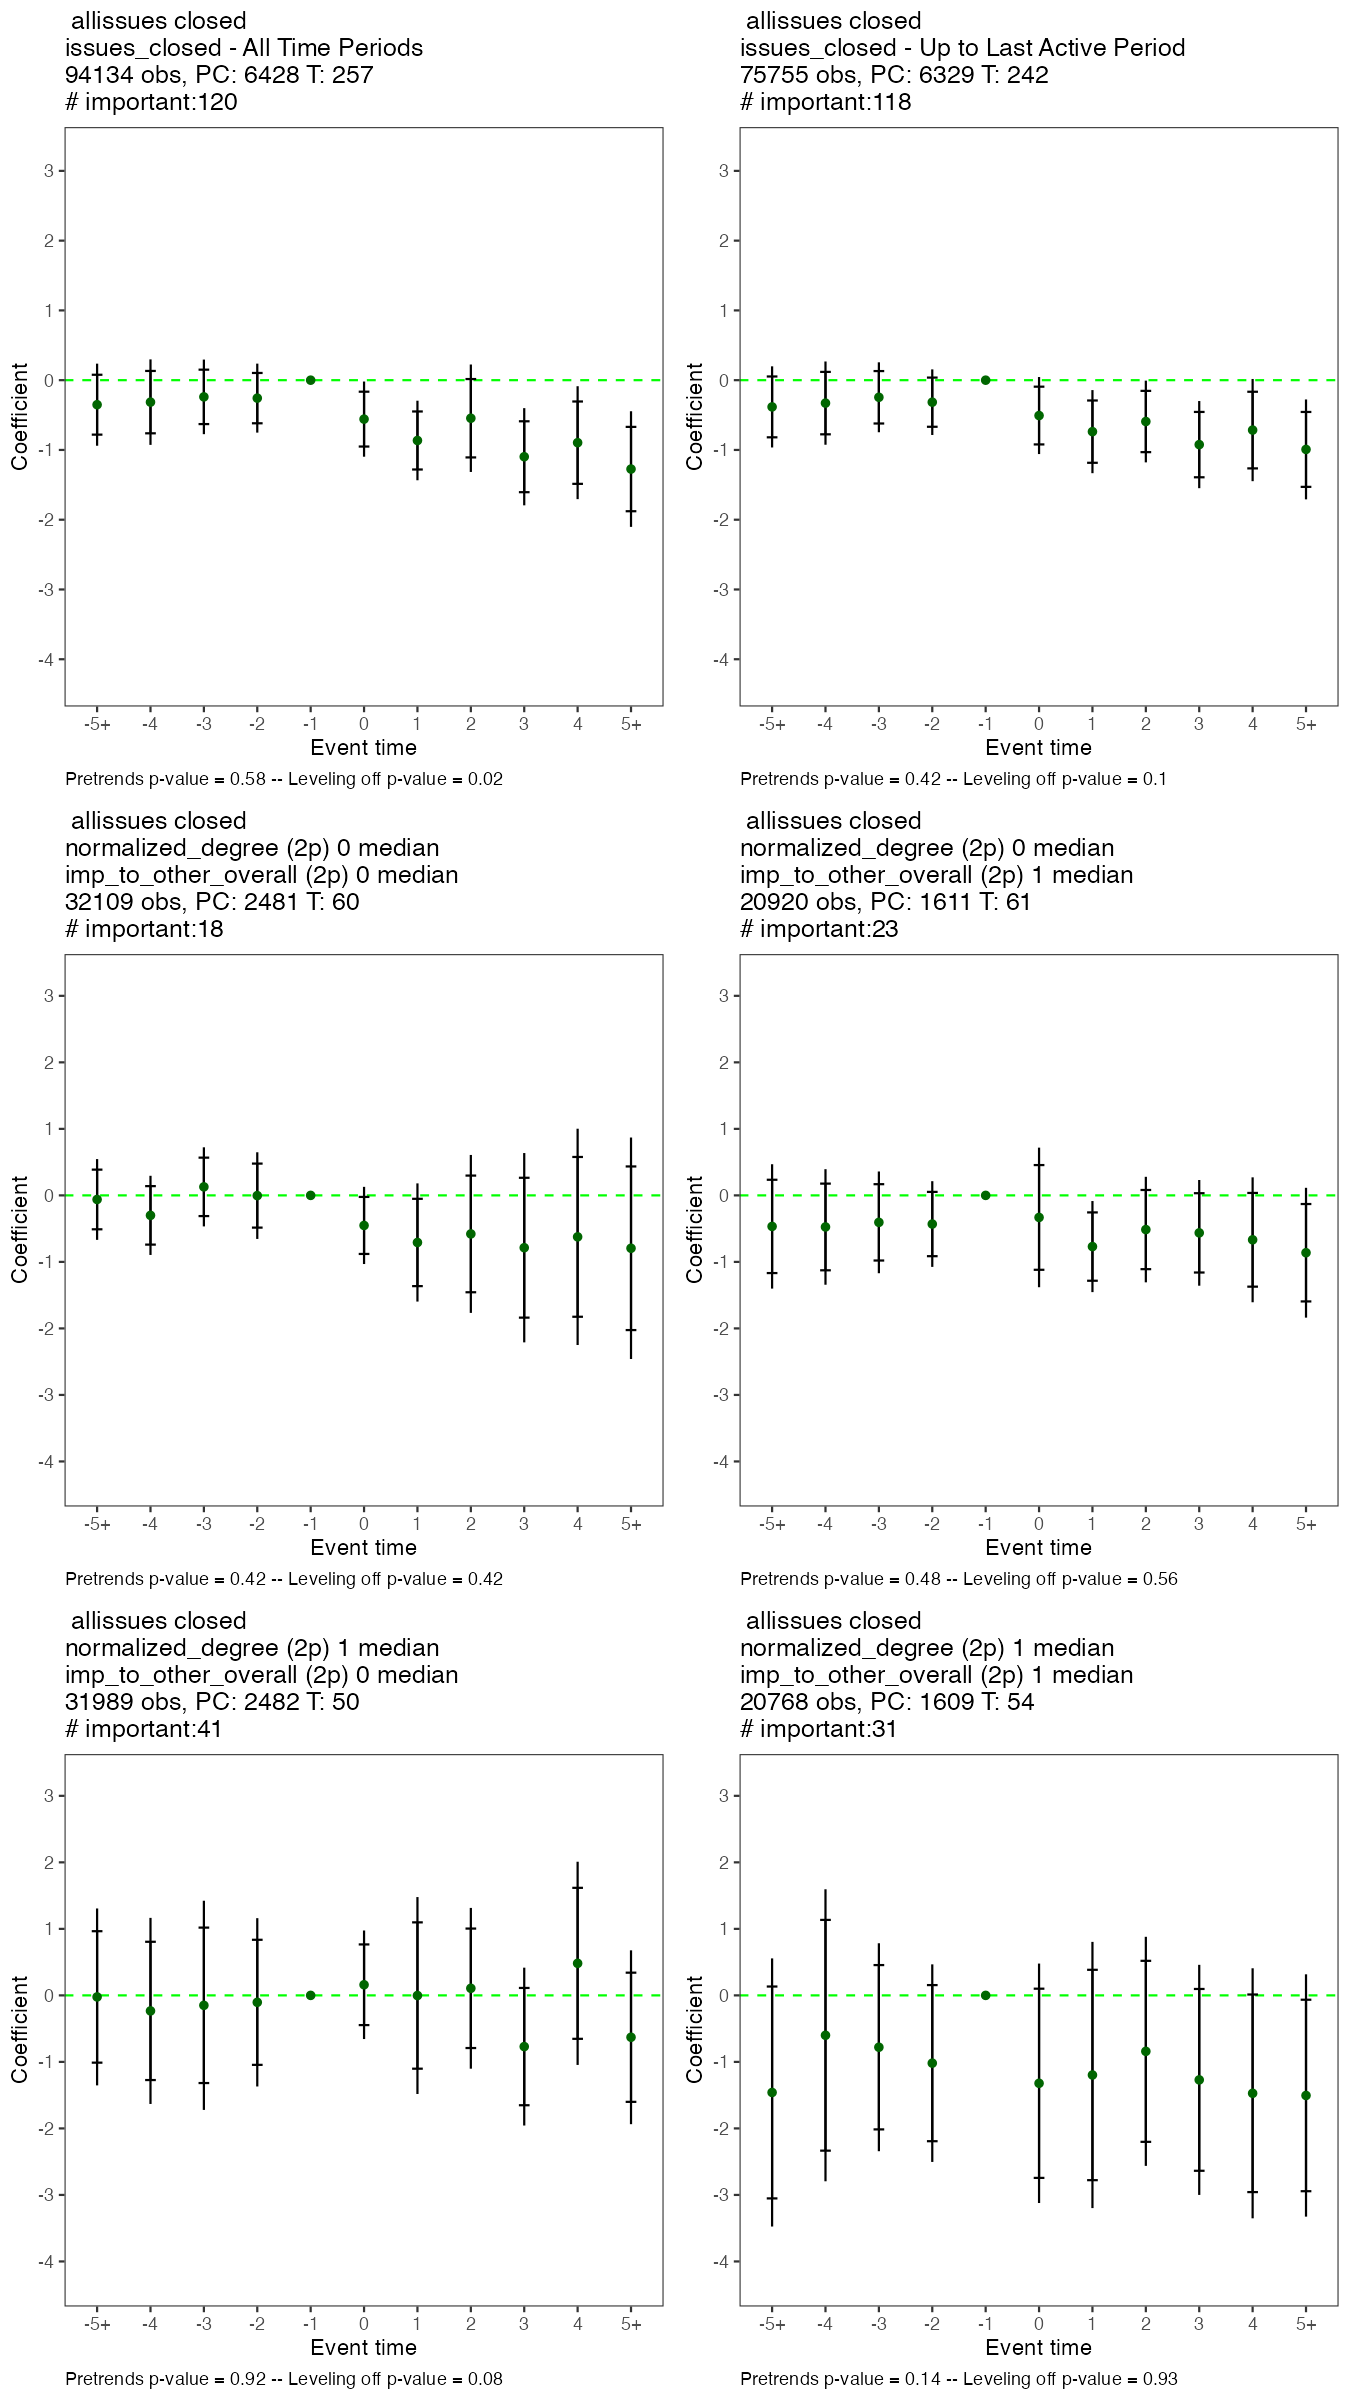 allissues closed
issues_closed - All Time Periods
94134 obs, PC: 6428 T: 257
# important:120
3
2
1
0
-1
-2
-3
-4
Coefficient
-5+ -4 -3 -2 -1 0 1 2 3 4 5+
Event time
Pretrends p-value = 0.58 -- Leveling off p-value = 0.02
allissues closed
issues_closed - Up to Last Active Period
75755 obs, PC: 6329 T: 242
# important:118
3
2
1
0
-1
-2
-3
-4
Coefficient
-5+ -4 -3 -2 -1 0 1 2 3 4 5+
Event time
Pretrends p-value = 0.42 -- Leveling off p-value = 0.1
allissues closed
normalized_degree (2p) 0 median
imp_to_other_overall (2p) 0 median
32109 obs, PC: 2481 T: 60
# important:18
3
2
1
0
-1
-2
-3
-4
Coefficient
-5+ -4 -3 -2 -1 0 1 2 3 4 5+
Event time
Pretrends p-value = 0.42 -- Leveling off p-value = 0.42
allissues closed
normalized_degree (2p) 0 median
imp_to_other_overall (2p) 1 median
20920 obs, PC: 1611 T: 61
# important:23
3
2
1
0
-1
-2
-3
-4
Coefficient
-5+ -4 -3 -2 -1 0 1 2 3 4 5+
Event time
Pretrends p-value = 0.48 -- Leveling off p-value = 0.56
allissues closed
normalized_degree (2p) 1 median
imp_to_other_overall (2p) 0 median
31989 obs, PC: 2482 T: 50
# important:41
3
2
1
0
-1
-2
-3
-4
Coefficient
-5+ -4 -3 -2 -1 0 1 2 3 4 5+
Event time
Pretrends p-value = 0.92 -- Leveling off p-value = 0.08
allissues closed
normalized_degree (2p) 1 median
imp_to_other_overall (2p) 1 median
20768 obs, PC: 1609 T: 54
# important:31
3
2
1
0
-1
-2
-3
-4
Coefficient
-5+ -4 -3 -2 -1 0 1 2 3 4 5+
Event time
Pretrends p-value = 0.14 -- Leveling off p-value = 0.93